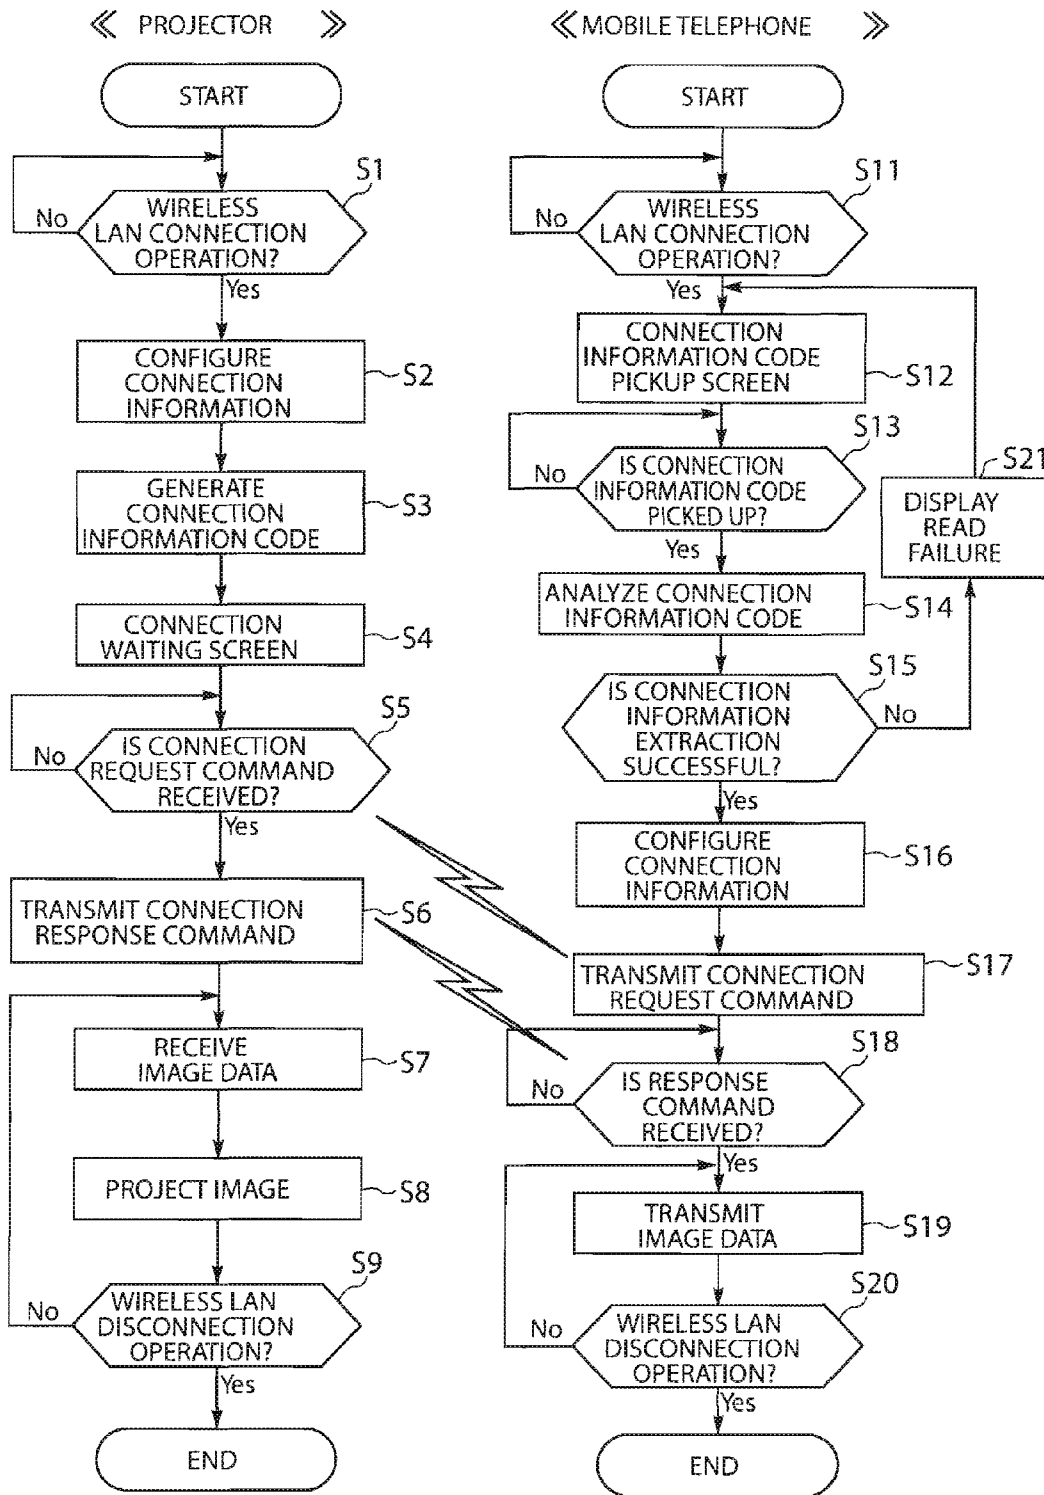 ≪ PROJECTOR ≫
START
S1
WIRELESS
LAN CONNECTION
OPERATION?
No
Yes
CONFIGURE
CONNECTION
INFORMATION
S2
GENERATE
CONNECTION
INFORMATION CODE
S3
CONNECTION
WAITING SCREEN
S4
S5
IS CONNECTION
REQUEST COMMAND
RECEIVED?
No
Yes
TRANSMIT CONNECTION
RESPONSE COMMAND
S6
RECEIVE
IMAGE DATA
S7
PROJECT IMAGE
S8
S9
WIRELESS LAN
DISCONNECTION
OPERATION?
No
Yes
END
≪ MOBILE TELEPHONE ≫
START
S11
WIRELESS
LAN CONNECTION
OPERATION?
No
Yes
CONNECTION
INFORMATION CODE
PICKUP SCREEN
S12
S13
IS CONNECTION
INFORMATION CODE
PICKED UP?
No
Yes
S21
DISPLAY
READ
FAILURE
ANALYZE CONNECTION
INFORMATION CODE
S14
S15
IS CONNECTION
INFORMATION
EXTRACTION
SUCCESSFUL?
No
Yes
CONFIGURE
CONNECTION
INFORMATION
S16
TRANSMIT CONNECTION
REQUEST COMMAND
S17
S18
IS RESPONSE
COMMAND
RECEIVED?
No
Yes
TRANSMIT
IMAGE DATA
S19
S20
WIRELESS LAN
DISCONNECTION
OPERATION?
No
Yes
END